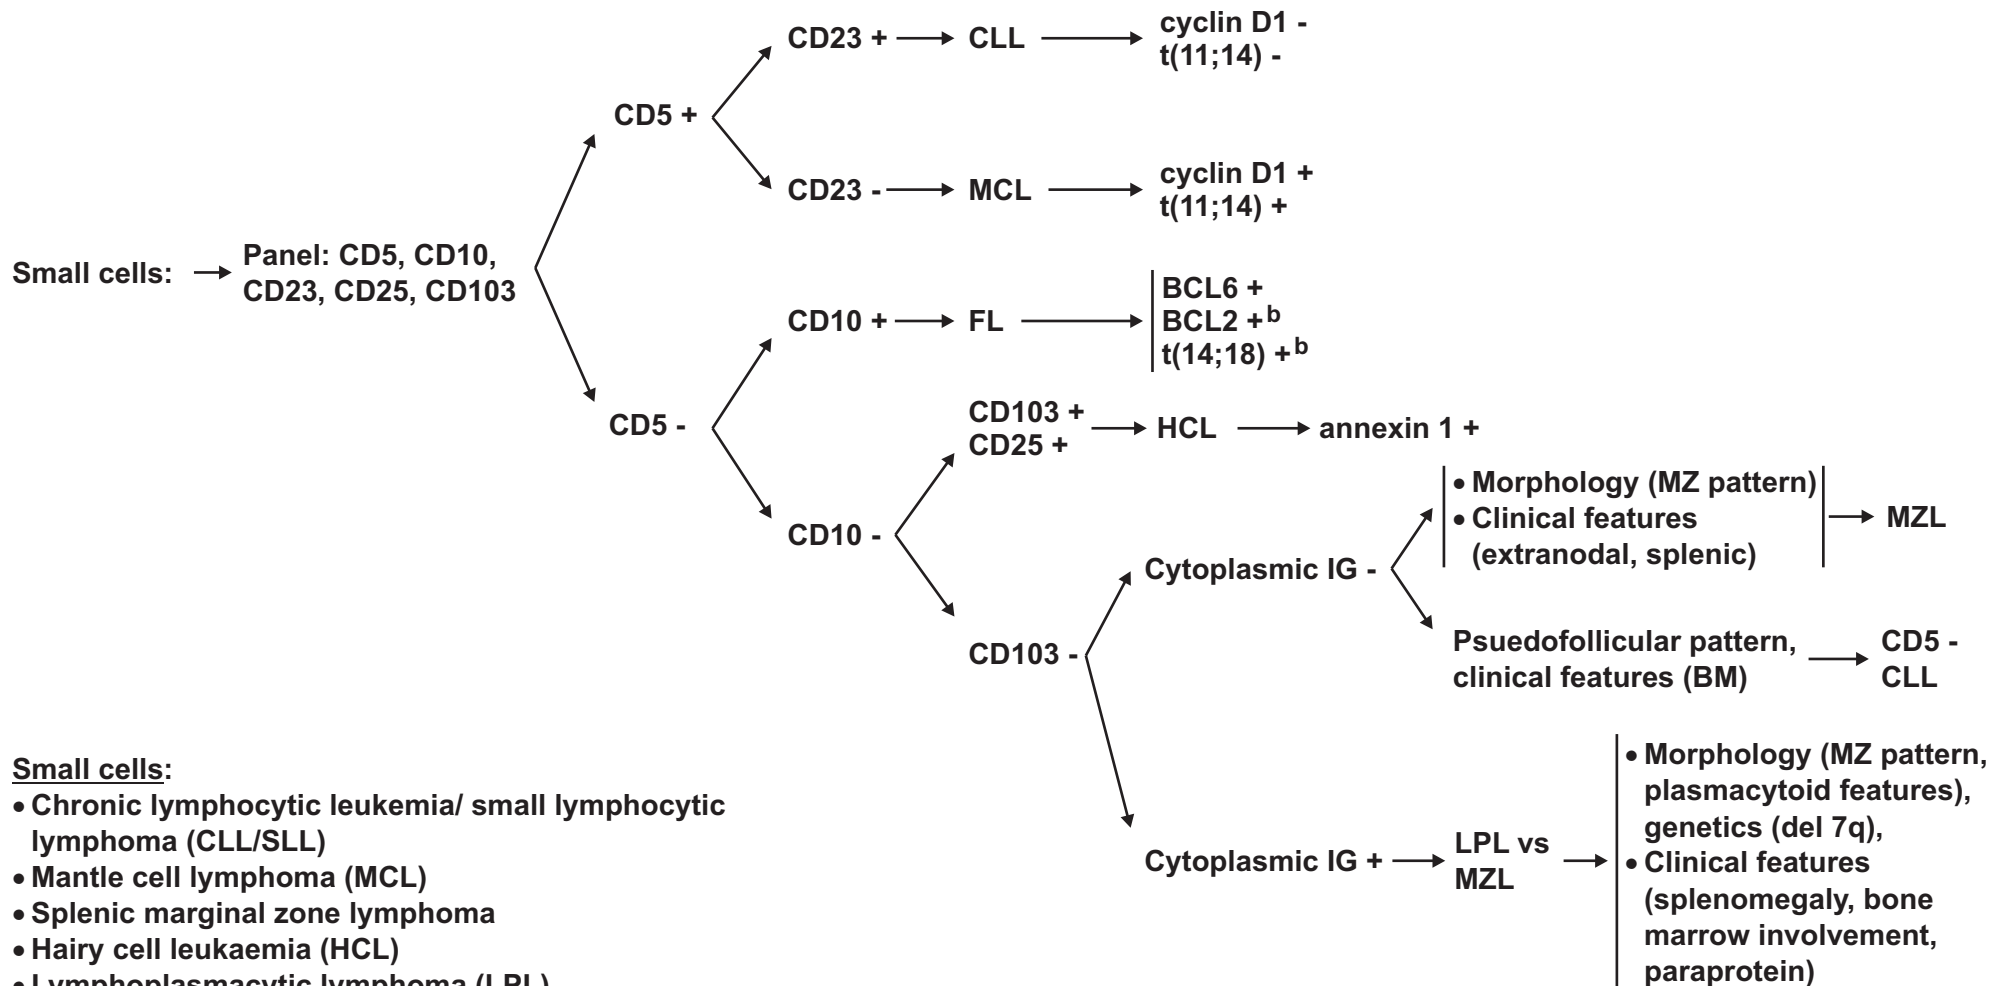 Small cells:
Panel: CD5, CD10,
CD23, CD25, CD103
CD5 +
CD23 +
CLL
cyclin D1 -
t(11;14) -
CD23 -
MCL
cyclin D1 +
t(11;14) +
CD5 -
CD10 +
FL
BCL6 +
BCL2 +b
t(14;18) +b
CD10 -
CD103 +
CD25 +
HCL
annexin 1 +
CD103 -
Cytoplasmic IG -
• Morphology (MZ pattern)
• Clinical features
(extranodal, splenic)
MZL
Psuedofollicular pattern,
clinical features (BM)
CD5 -
CLL
Cytoplasmic IG +
LPL vs
MZL
• Morphology (MZ pattern,
plasmacytoid features),
genetics (del 7q),
• Clinical features
(splenomegaly, bone
marrow involvement,
paraprotein)
Small cells:
• Chronic lymphocytic leukemia/ small lymphocytic
lymphoma (CLL/SLL)
• Mantle cell lymphoma (MCL)
• Splenic marginal zone lymphoma
• Hairy cell leukaemia (HCL)
• Lymphoplasmacytic lymphoma (LPL)